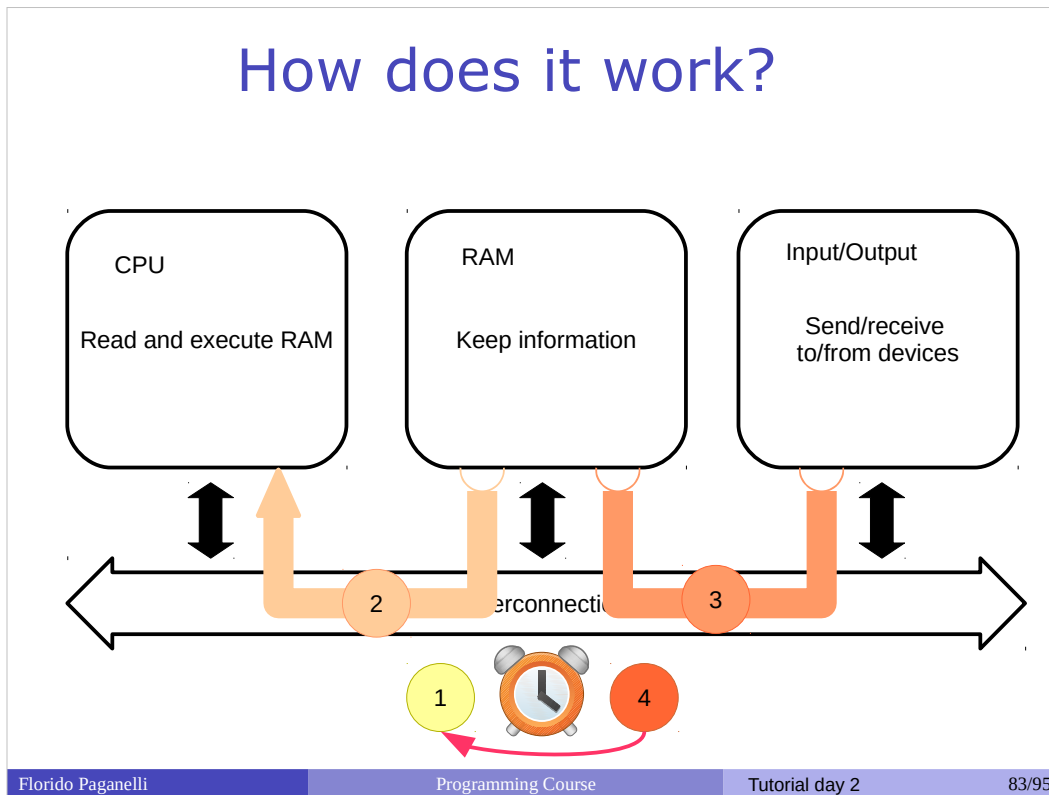 How does it work?
CPU
Read and execute RAM
RAM
Keep information
Input/Output
Send/receive
to/from devices
2
erconnectio
3
1
4
Florido Paganelli
Programming Course
Tutorial day 2
83/95